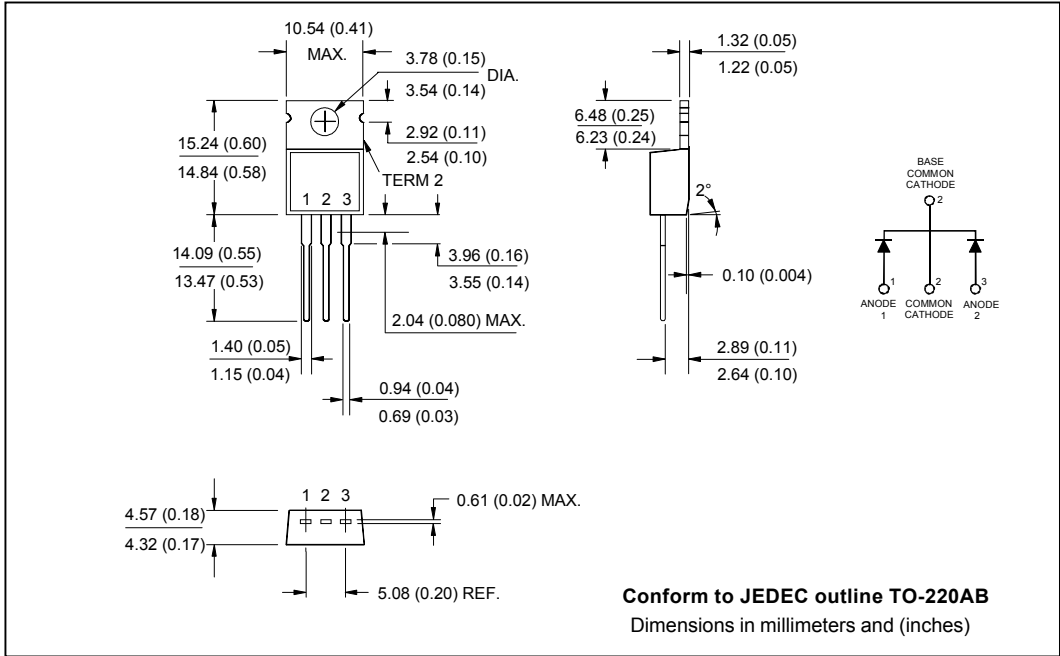 10.54 (0.41)
MAX.
3.78 (0.15)
3.54 (0.14)
DIA.
2.92 (0.11)
2.54 (0.10)
TERM 2
15.24 (0.60)
14.84 (0.58)
1 2 3
14.09 (0.55)
13.47 (0.53)
3.96 (0.16)
3.55 (0.14)
2.04 (0.080) MAX.
1.40 (0.05)
1.15 (0.04)
0.94 (0.04)
0.69 (0.03)
1.32 (0.05)
1.22 (0.05)
6.48 (0.25)
6.23 (0.24)
2°
0.10 (0.004)
2.89 (0.11)
2.64 (0.10)
BASE
COMMON
CATHODE
2
1
2
3
ANODE
1
COMMON
CATHODE
ANODE
2
1 2 3
4.57 (0.18)
4.32 (0.17)
0.61 (0.02) MAX.
5.08 (0.20) REF.
Conform to JEDEC outline TO-220AB
Dimensions in millimeters and (inches)